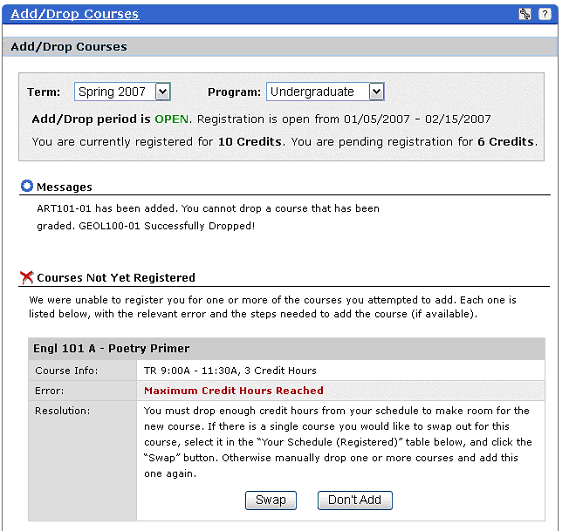 Add/Drop Courses
?
Add/Drop Courses
Term: Spring 2007 Program: Undergraduate
Add/Drop period is OPEN. Registration is open from 01/05/2007 - 02/15/2007
You are currently registered for 10 Credits. You are pending registration for 6 Credits.
Messages
ART101-01 has been added. You cannot drop a course that has been
graded. GEOL100-01 Successfully Dropped!
Courses Not Yet Registered
We were unable to register you for one or more of the courses you attempted to add. Each one is
listed below, with the relevant error and the steps needed to add the course (if available).
Engl 101 A - Poetry Primer
Course Info: TR 9:00A - 11:30A, 3 Credit Hours
Error: Maximum Credit Hours Reached
Resolution: You must drop enough credit hours from your schedule to make room for the
new course. If there is a single course you would like to swap out for this
course, select it in the “Your Schedule (Registered)” table below, and click the
“Swap” button. Otherwise manually drop one or more courses and add this
one again.
Swap Don't Add